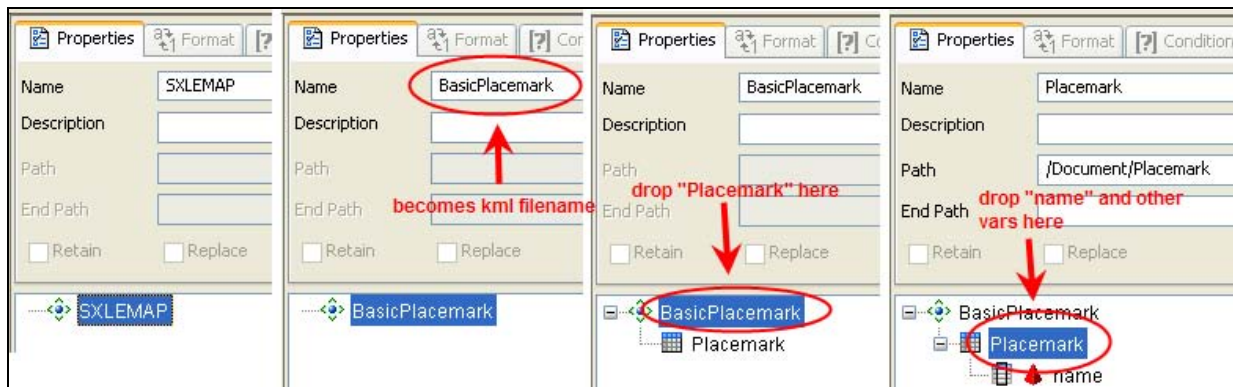 Properties Format [?]
Name SXLEMAP
Description
Path
End Path
Retain Replace
SXLEMAP
Properties Format [?] Cor
Name BasicPlacemark
Description
Path
becomes kml filename
End Path
Retain Replace
BasicPlacemark
Properties Format [?] Co
Name BasicPlacemark
Description
Path
drop "Placemark" here
End Path
Retain Replace
BasicPlacemark
Placemark
Properties Format [?] Condition
Name Placemark
Description
Path /Document/Placemark
drop "name" and other
End Path vars here
Retain Replace
BasicPlacemark
Placemark
name